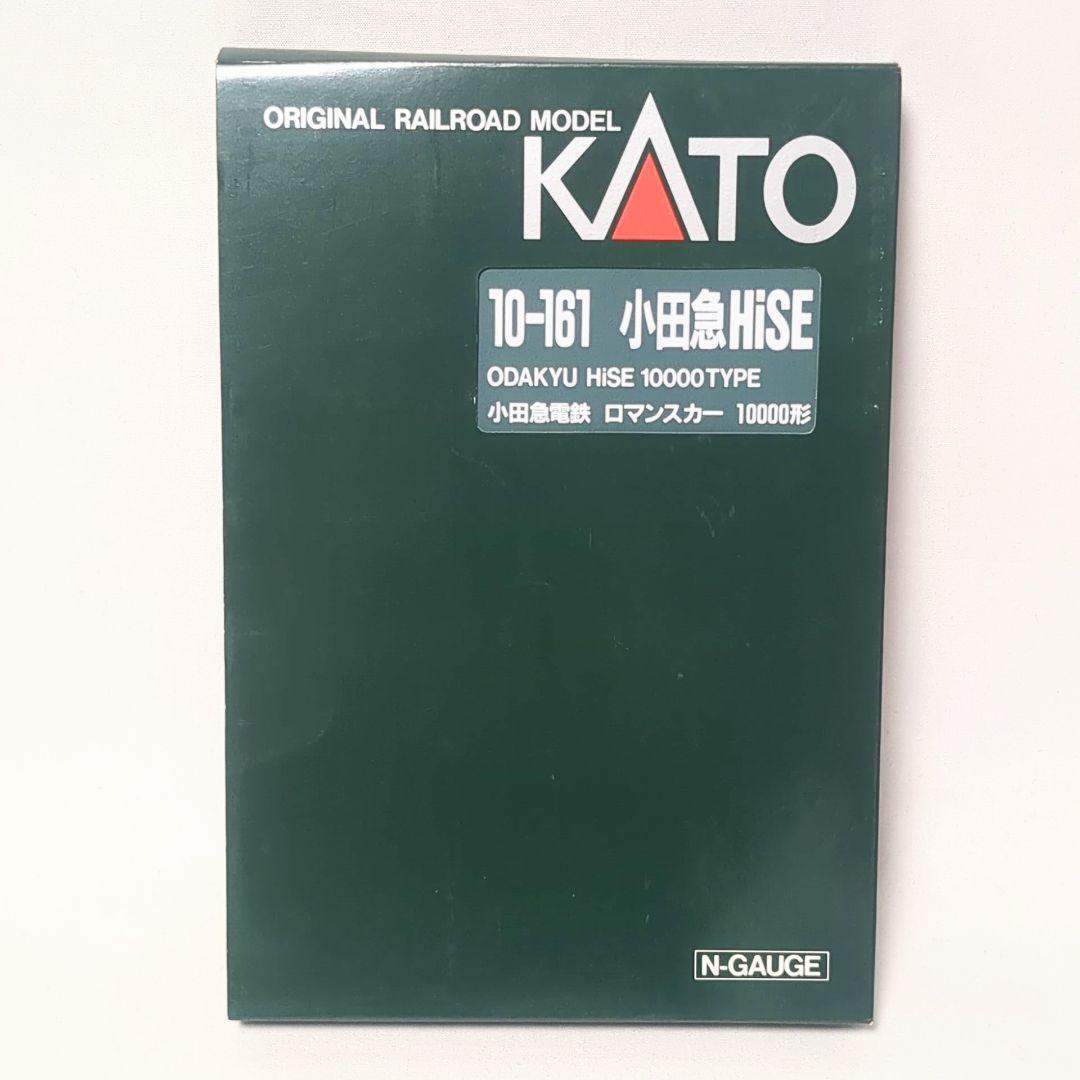 ORIGINAL RAILROAD MODEL
KATO
10-161 小田急HiSE
ODAKYU HiSE 10000TYPE
小田急電鉄 ロマンスカー 10000形
N-GAUGE